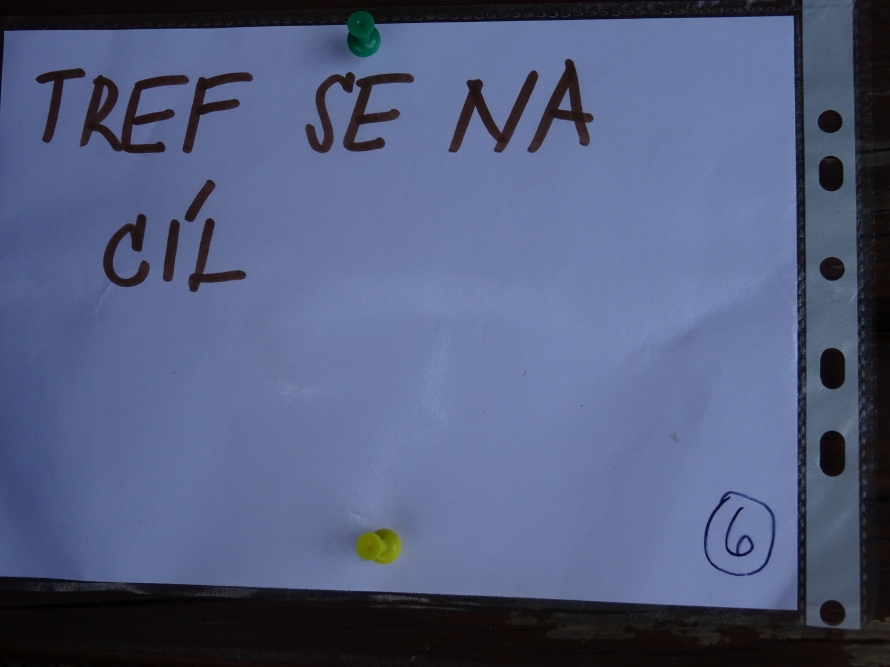 TREF SE NA
CÍL
6